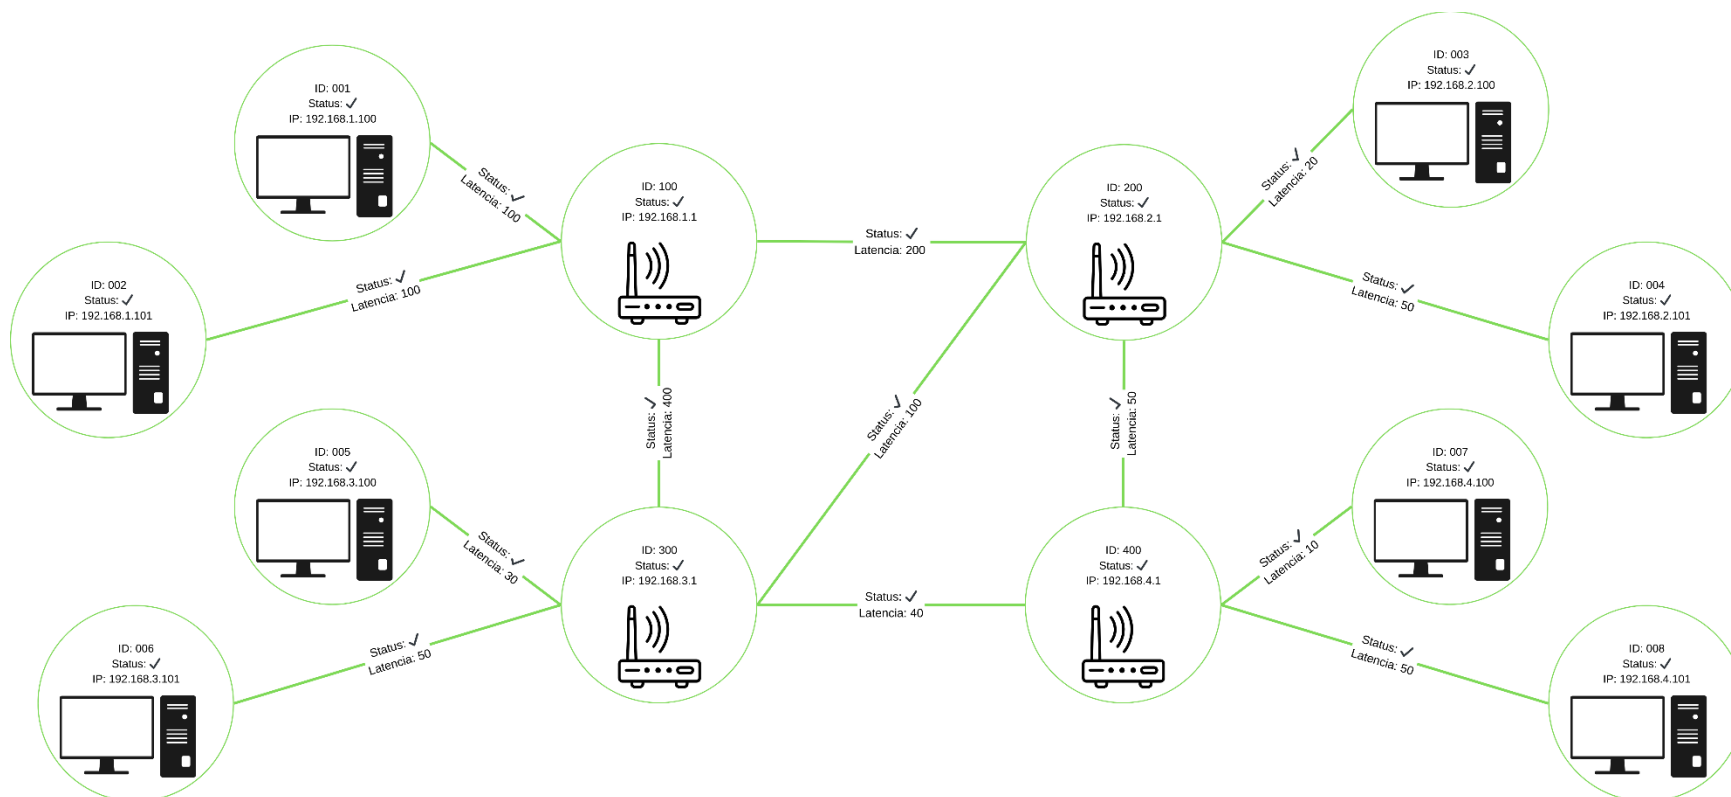 ID: 001
Status: ✓
IP: 192.168.1.100
Status: ✓
Latencia: 100
ID: 002
Status: ✓
IP: 192.168.1.101
Status: ✓
Latencia: 100
ID: 100
Status: ✓
IP: 192.168.1.1
Status: ✓
Latencia: 200
ID: 200
Status: ✓
IP: 192.168.2.1
Status: ✓
Latencia: 20
ID: 003
Status: ✓
IP: 192.168.2.100
Status: ✓
Latencia: 50
ID: 004
Status: ✓
IP: 192.168.2.101
Status: ✓
Latencia: 400
Status: ✓
Latencia: 100
Status: ✓
Latencia: 50
ID: 005
Status: ✓
IP: 192.168.3.100
Status: ✓
Latencia: 30
ID: 006
Status: ✓
IP: 192.168.3.101
Status: ✓
Latencia: 50
ID: 300
Status: ✓
IP: 192.168.3.1
Status: ✓
Latencia: 40
ID: 400
Status: ✓
IP: 192.168.4.1
Status: ✓
Latencia: 10
ID: 007
Status: ✓
IP: 192.168.4.100
Status: ✓
Latencia: 50
ID: 008
Status: ✓
IP: 192.168.4.101